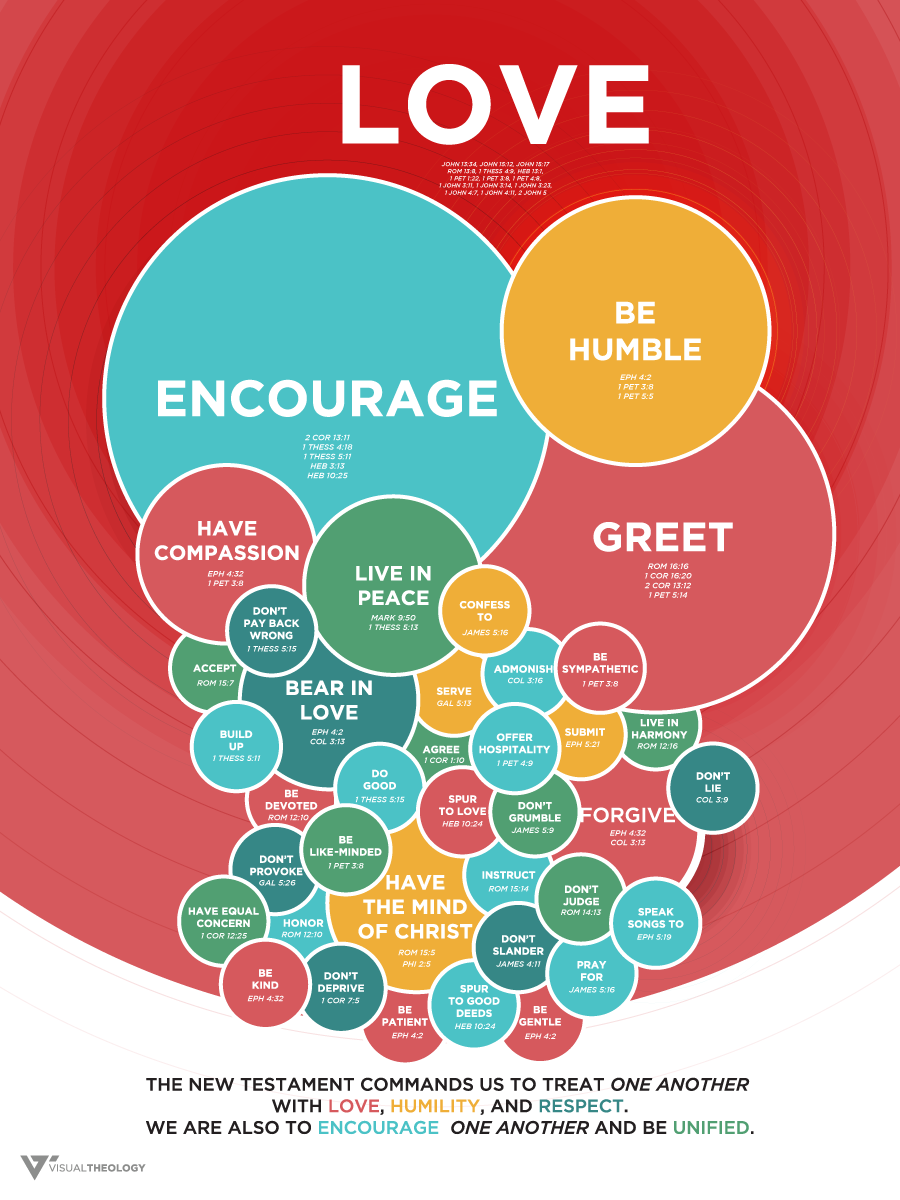 LOVE
JOHN 13:34, JOHN 15:12, JOHN 15:17
ROM 13:8, 1 THESS 4:9, HEB 13:1,
1 PET 1:22, 1 PET 3:8, 1 PET 4:8,
1 JOHN 3:11, 1 JOHN 3:14, 1 JOHN 3:23,
1 JOHN 4:7, 1 JOHN 4:11, 2 JOHN 5
BE
HUMBLE
EPH 4:2
1 PET 3:8
1 PET 5:5
ENCOURAGE
2 COR 13:11
1 THESS 4:18
1 THESS 5:11
HEB 3:13
HEB 10:25
HAVE
COMPASSION
EPH 4:32
1 PET 3:8
GREET
ROM 16:16
1 COR 16:20
2 COR 13:12
1 PET 5:14
LIVE IN
PEACE
MARK 9:50
1 THESS 5:13
CONFESS
TO
JAMES 5:16
DON'T
PAY BACK
WRONG
1 THESS 5:15
ACCEPT
ROM 15:7
BEAR IN
LOVE
EPH 4:2
COL 3:13
SERVE
GAL 5:13
ADMONISH
COL 3:16
BE
SYMPATHETIC
1 PET 3:8
BUILD
UP
1 THESS 5:11
AGREE
1 COR 1:10
OFFER
HOSPITALITY
1 PET 4:9
SUBMIT
EPH 5:21
LIVE IN
HARMONY
ROM 12:16
DO
GOOD
1 THESS 5:15
DON'T
LIE
COL 3:9
BE
DEVOTED
ROM 12:10
SPUR
TO LOVE
HEB 10:24
DON'T
GRUMBLE
JAMES 5:9
FORGIVE
EPH 4:32
COL 3:13
BE
LIKE-MINDED
1 PET 3:8
DON'T
PROVOKE
GAL 5:26
HAVE
THE MIND
OF CHRIST
ROM 15:5
PHI 2:5
INSTRUCT
ROM 15:14
DON'T
JUDGE
ROM 14:13
HAVE EQUAL
CONCERN
1 COR 12:25
HONOR
ROM 12:10
SPEAK
SONGS TO
EPH 5:19
DON'T
SLANDER
JAMES 4:11
BE
KIND
EPH 4:32
DON'T
DEPRIVE
1 COR 7:5
PRAY
FOR
JAMES 5:16
BE
PATIENT
EPH 4:2
SPUR
TO GOOD
DEEDS
HEB 10:24
BE
GENTLE
EPH 4:2
THE NEW TESTAMENT COMMANDS US TO TREAT ONE ANOTHER
WITH LOVE, HUMILITY, AND RESPECT.
WE ARE ALSO TO ENCOURAGE ONE ANOTHER AND BE UNIFIED.
VISUALTHEOLOGY